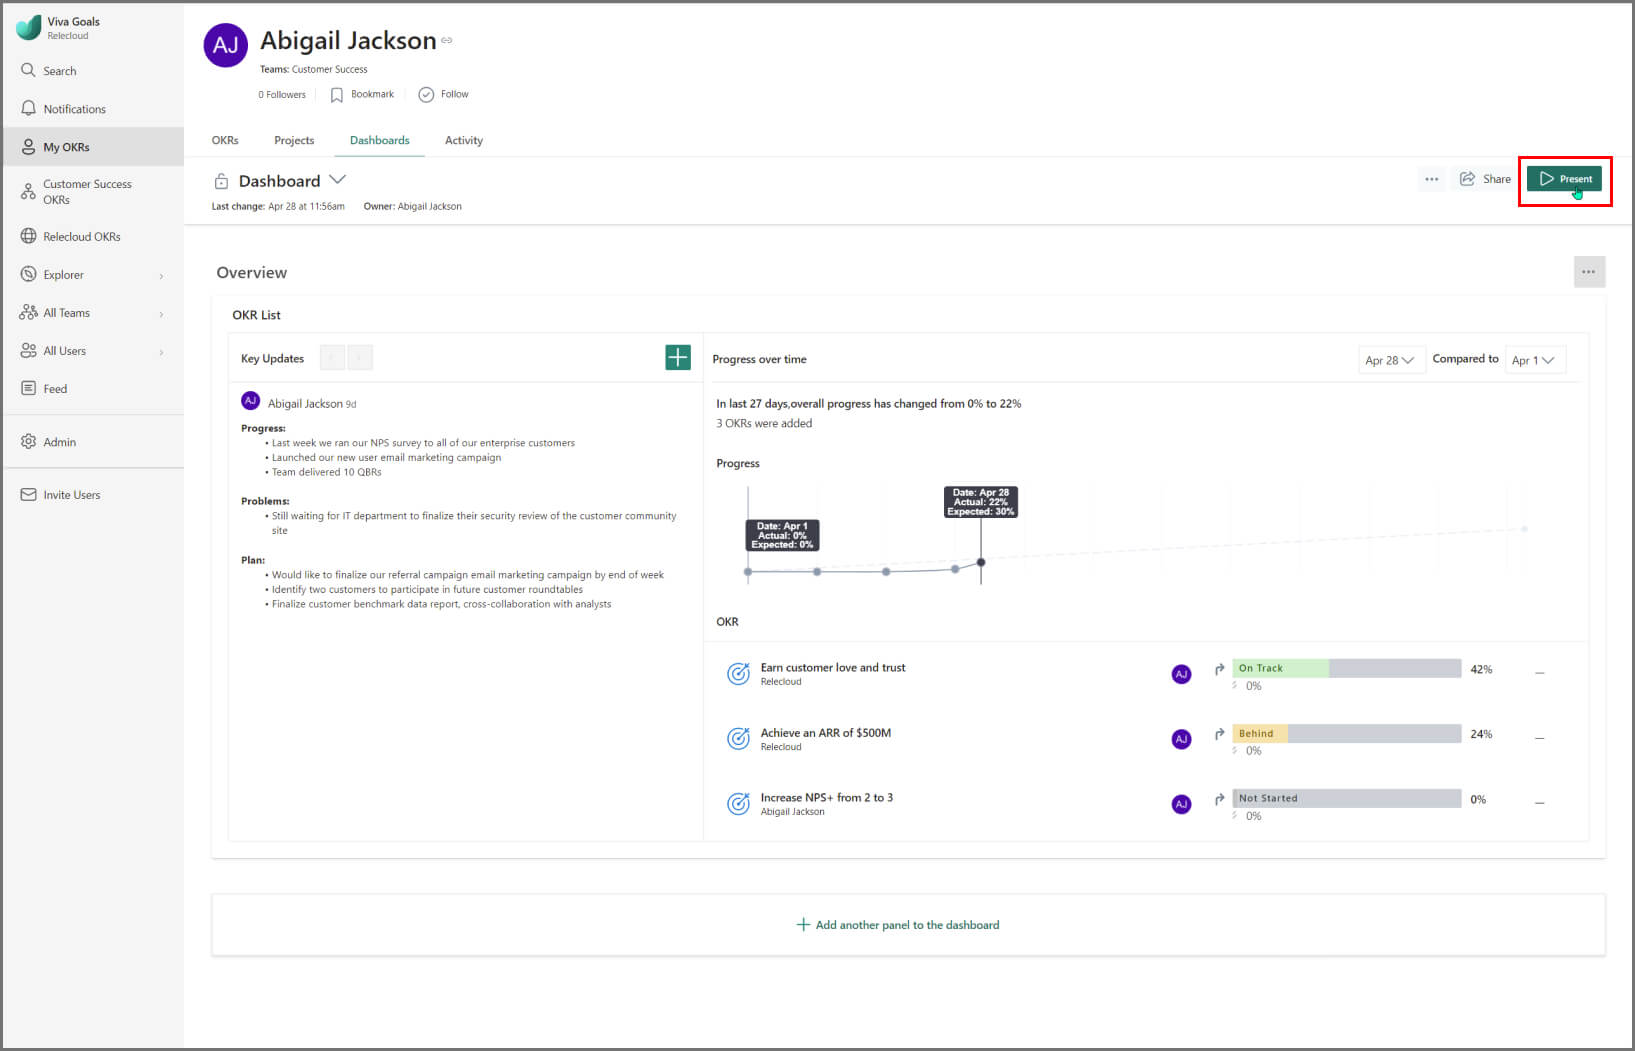 Viva Goals
Relecloud
Search
Notifications
My OKRs
Customer Success
OKRs
Relecloud OKRs
Explorer
All Teams
All Users
Feed
Admin
Invite Users
AJ
Abigail Jackson
Teams: Customer Success
0 Followers
Bookmark
Follow
OKRs
Projects
Dashboards
Activity
Dashboard
Last change: Apr 28 at 11:56am
Owner: Abigail Jackson
...
Share
Present
Overview
...
OKR List
Key Updates
AJ
Abigail Jackson 9d
Progress:
• Last week we ran our NPS survey to all of our enterprise customers
• Launched our new user email marketing campaign
• Team delivered 10 QBRs
Problems:
• Still waiting for IT department to finalize their security review of the customer community
site
Plan:
• Would like to finalize our referral campaign email marketing campaign by end of week
• Identify two customers to participate in future customer roundtables
• Finalize customer benchmark data report, cross-collaboration with analysts
Progress over time
Apr 28
Compared to
Apr 1
In last 27 days,overall progress has changed from 0% to 22%
3 OKRs were added
Progress
Date: Apr 1
Actual: 0%
Expected: 0%
Date: Apr 28
Actual: 22%
Expected: 30%
OKR
Earn customer love and trust
Relecloud
AJ
On Track
42%
0%
—
Achieve an ARR of $500M
Relecloud
AJ
Behind
24%
0%
—
Increase NPS+ from 2 to 3
Abigail Jackson
AJ
Not Started
0%
0%
—
+ Add another panel to the dashboard